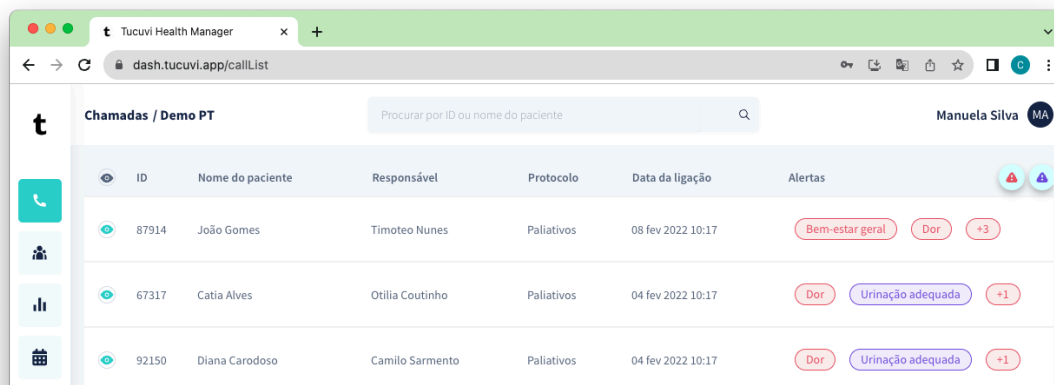 t Tucuvi Health Manager
dash.tucuvi.app/callList
C
t
Chamadas / Demo PT
Procurar por ID ou nome do paciente
Manuela Silva MA
ID Nome do paciente Responsável Protocolo Data da ligação Alertas
87914 João Gomes Timoteo Nunes Paliativos 08 fev 2022 10:17 Bem-estar geral Dor +3
67317 Catia Alves Otilia Coutinho Paliativos 04 fev 2022 10:17 Dor Urinação adequada +1
92150 Diana Carodoso Camilo Sarmento Paliativos 04 fev 2022 10:17 Dor Urinação adequada +1